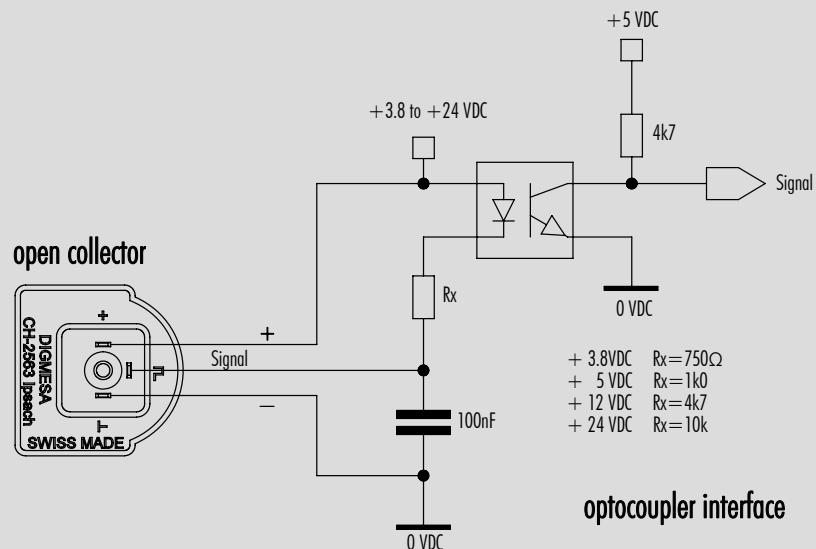 +5 VDC
+3.8 to +24 VDC
4k7
Signal
open collector
0 VDC
Rx
+
DIGMESA
CH-2563 Ipsach
SWISS MADE
+
Signal
–
+ 3.8VDC Rx=750Ω
+ 5 VDC Rx=1k0
+ 12 VDC Rx=4k7
+ 24 VDC Rx=10k
100nF
optocoupler interface
0 VDC